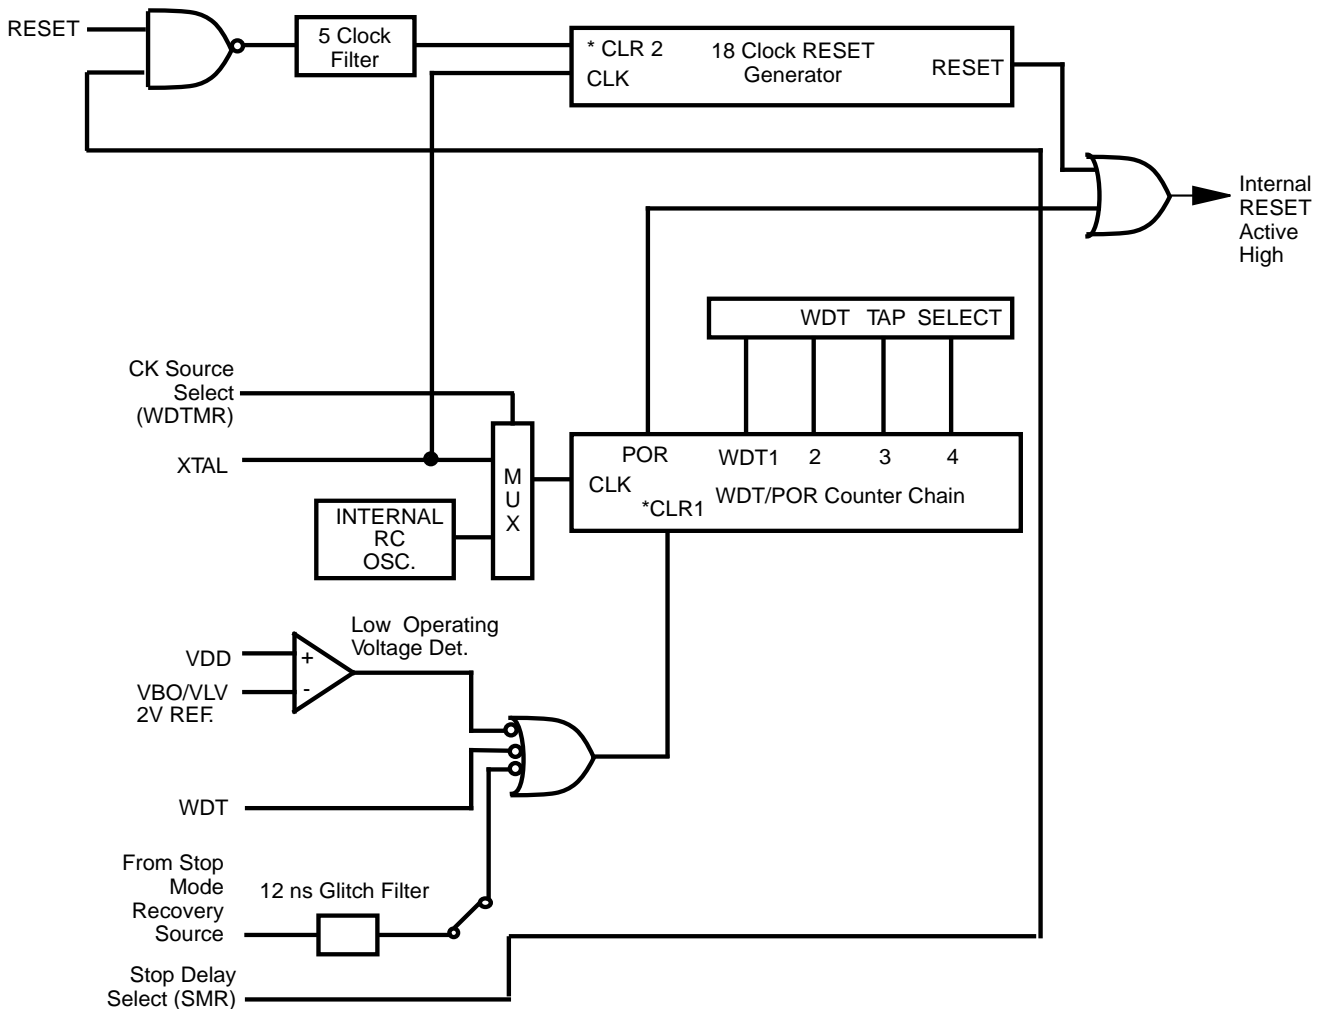 RESET
5 Clock
Filter
* CLR 2
CLK
18 Clock RESET
Generator
RESET
Internal
RESET
Active
High
WDT TAP SELECT
CK Source
Select
(WDTMR)
XTAL
M
U
X
INTERNAL
RC
OSC.
POR
WDT1 2 3 4
CLK
*CLR1
WDT/POR Counter Chain
Low Operating
Voltage Det.
VDD
+
VBO/VLV
2V REF.
-
WDT
From Stop
Mode
Recovery
Source
12 ns Glitch Filter
Stop Delay
Select (SMR)